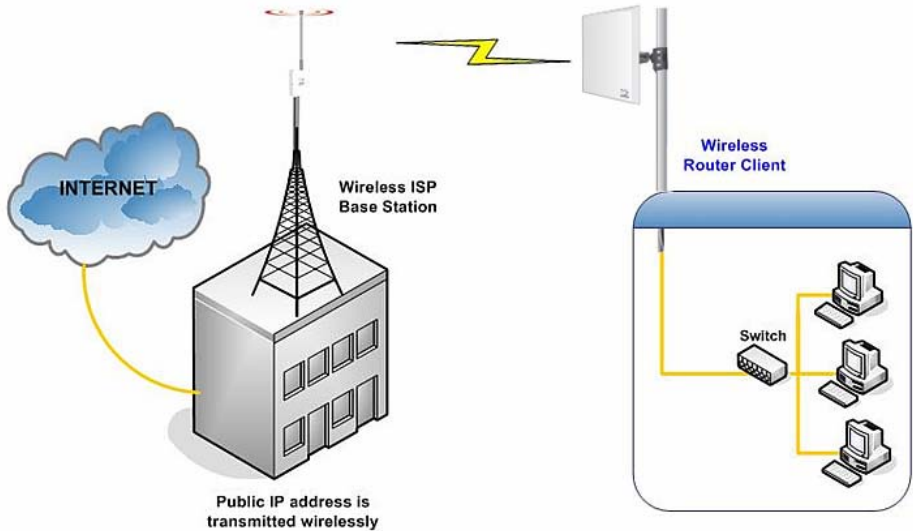 INTERNET
Wireless ISP
Base Station
Wireless
Router Client
Switch
Public IP address is
transmitted wirelessly